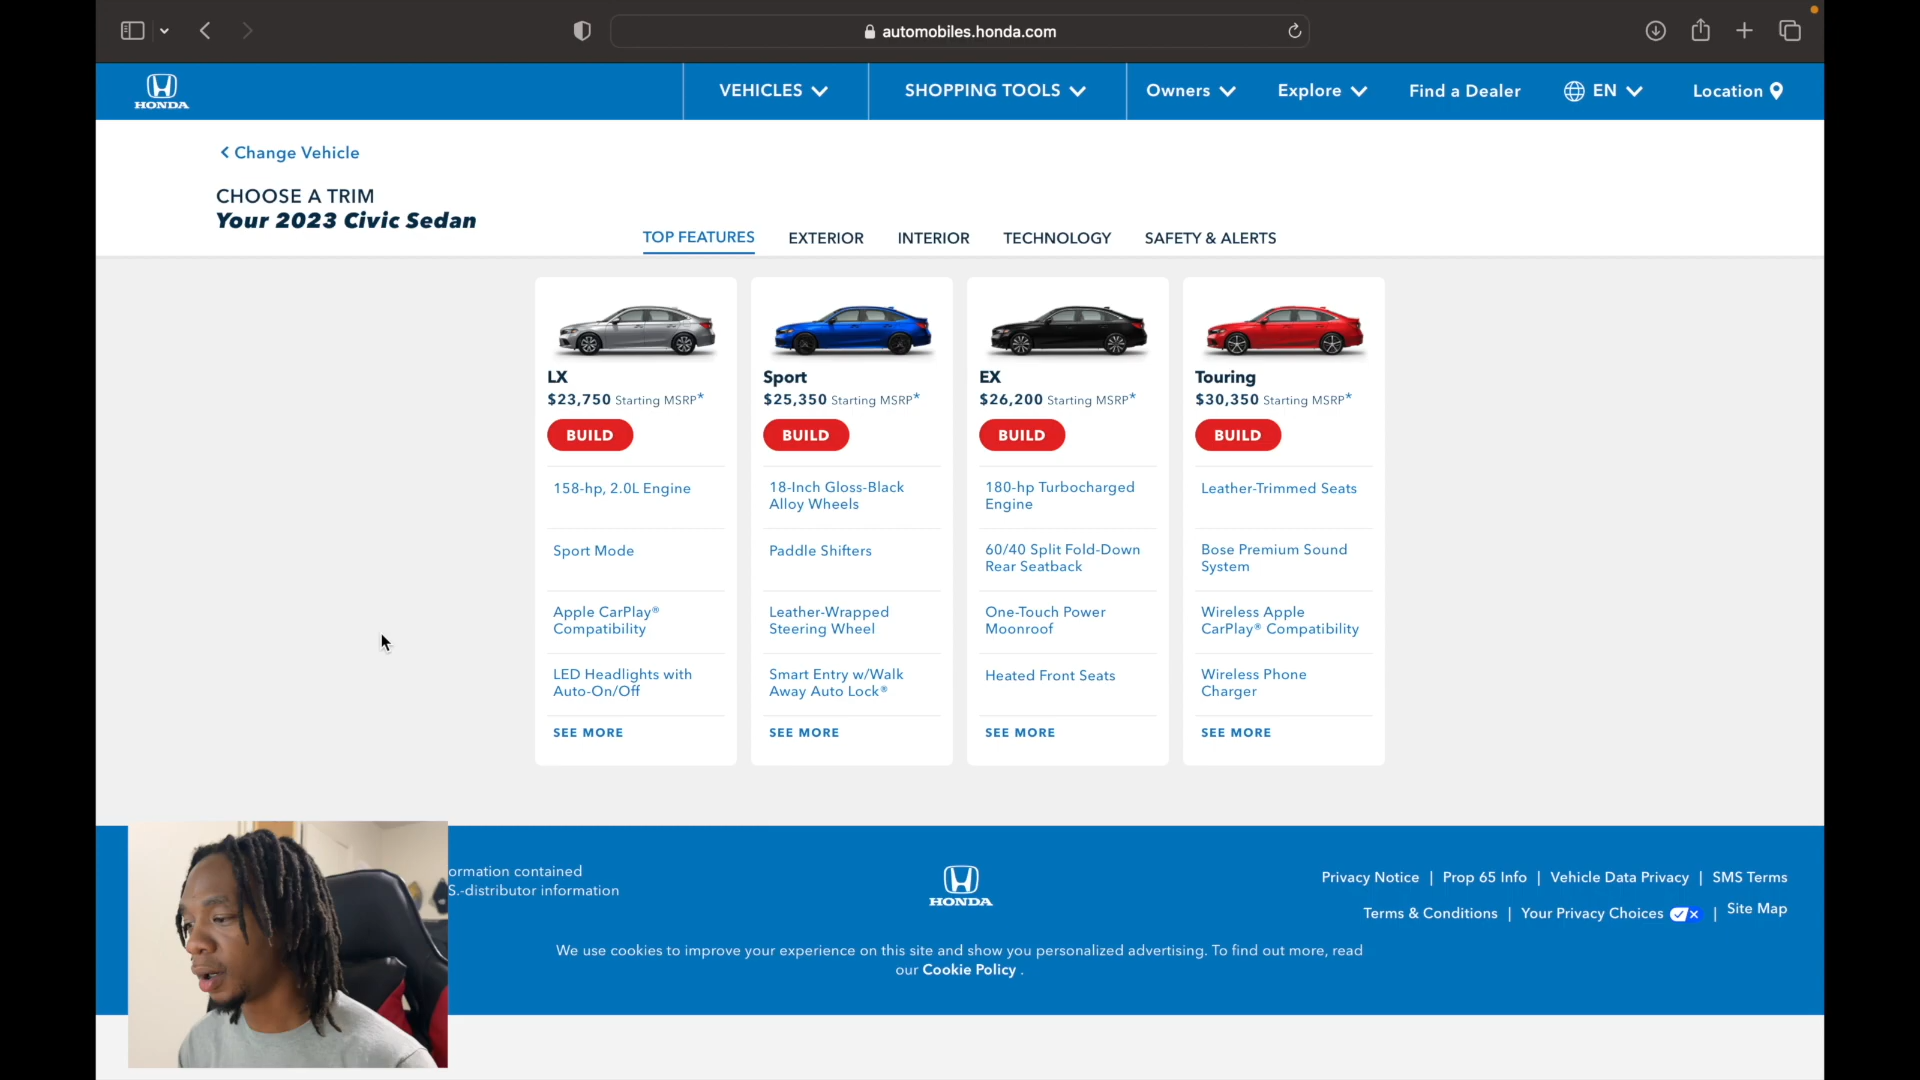 automobiles.honda.com
HONDA
VEHICLES
SHOPPING TOOLS
Owners
Explore
Find a Dealer
EN
Location
Change Vehicle
CHOOSE A TRIM
Your 2023 Civic Sedan
TOP FEATURES
EXTERIOR
INTERIOR
TECHNOLOGY
SAFETY & ALERTS
LX
$23,750 Starting MSRP*
BUILD
158-hp, 2.0L Engine
Sport Mode
Apple CarPlay®
Compatibility
LED Headlights with
Auto-On/Off
SEE MORE
Sport
$25,350 Starting MSRP*
BUILD
18-Inch Gloss-Black
Alloy Wheels
Paddle Shifters
Leather-Wrapped
Steering Wheel
Smart Entry w/Walk
Away Auto Lock®
SEE MORE
EX
$26,200 Starting MSRP*
BUILD
180-hp Turbocharged
Engine
60/40 Split Fold-Down
Rear Seatback
One-Touch Power
Moonroof
Heated Front Seats
SEE MORE
Touring
$30,350 Starting MSRP*
BUILD
Leather-Trimmed Seats
Bose Premium Sound
System
Wireless Apple
CarPlay® Compatibility
Wireless Phone
Charger
SEE MORE
ormation contained
S.-distributor information
HONDA
Privacy Notice | Prop 65 Info | Vehicle Data Privacy | SMS Terms
Terms & Conditions | Your Privacy Choices | Site Map
We use cookies to improve your experience on this site and show you personalized advertising. To find out more, read
our Cookie Policy .